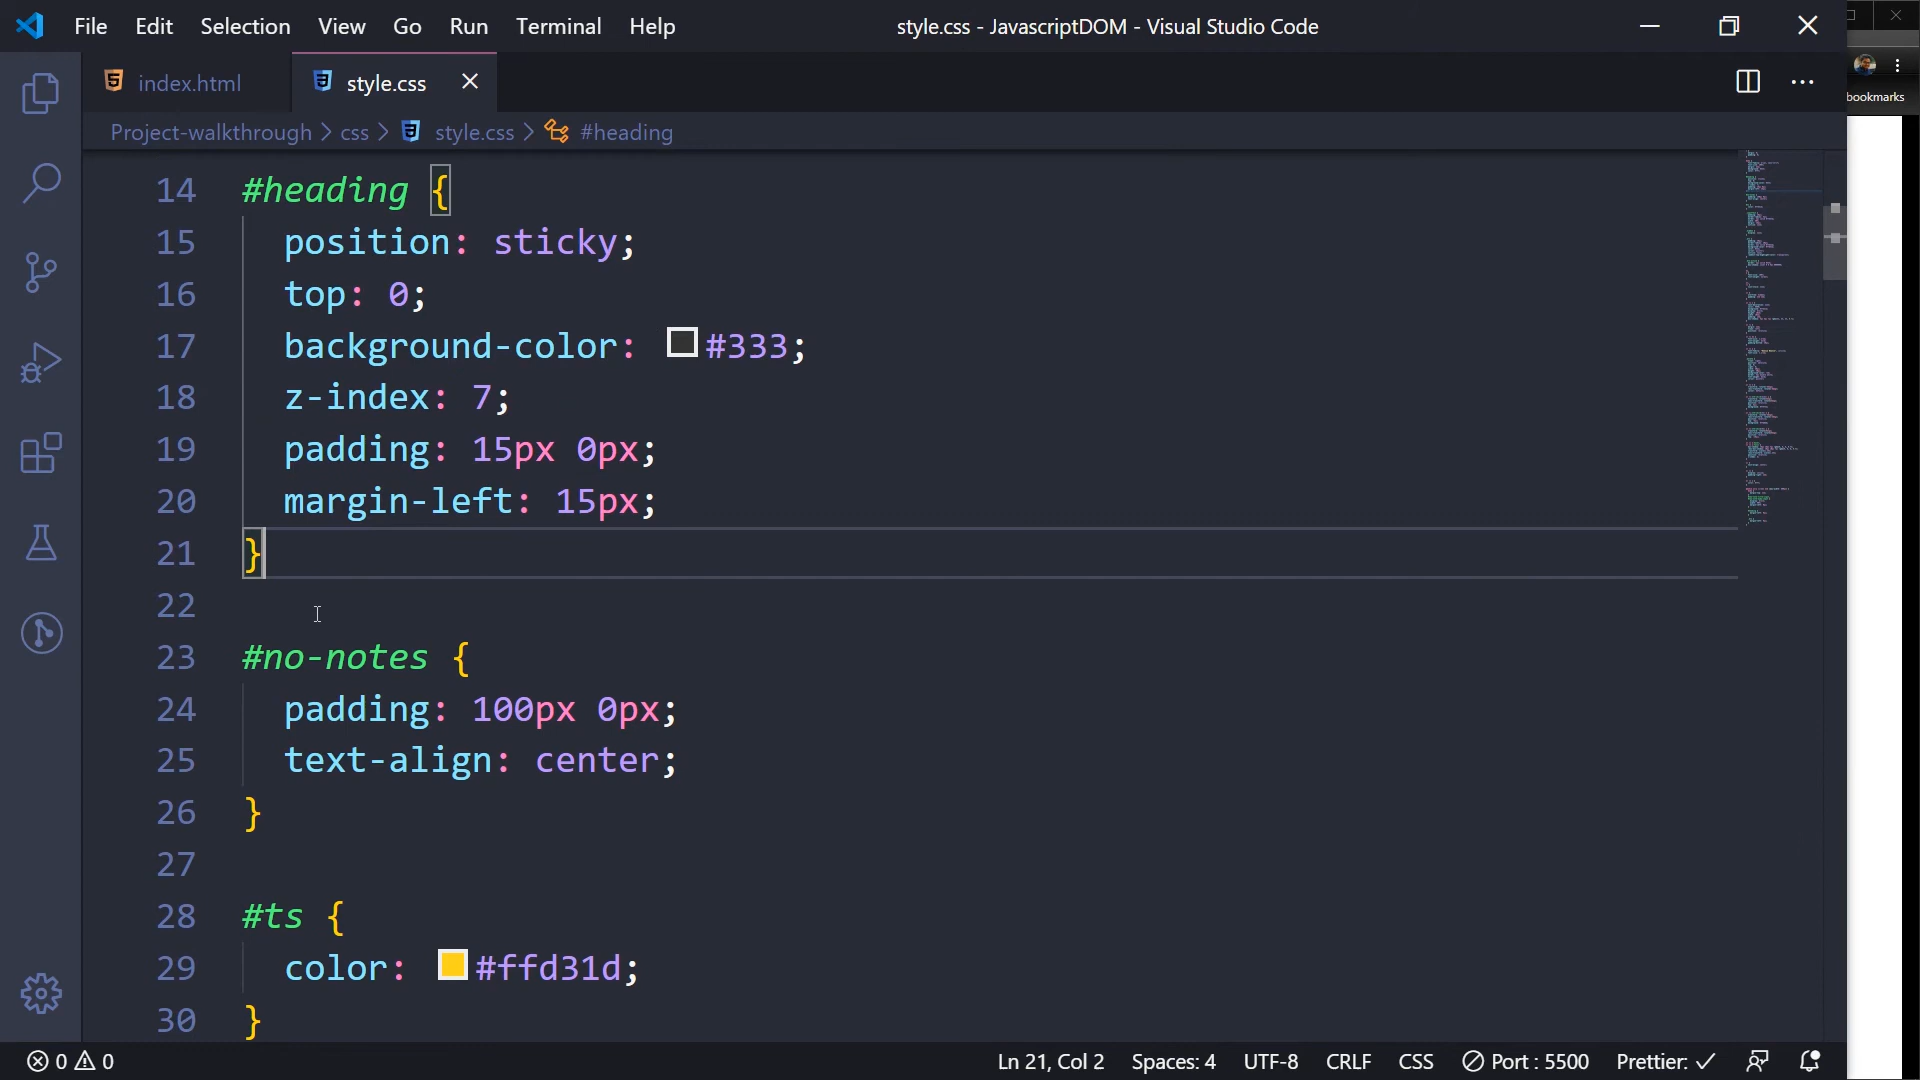 File Edit Selection View Go Run Terminal Help style.css - JavascriptDOM - Visual Studio Code
index.html style.css
bookmarks
Project-walkthrough > css > style.css > #heading
14 #heading {
15 position: sticky;
16 top: 0;
17 background-color: #333;
18 z-index: 7;
19 padding: 15px 0px;
20 margin-left: 15px;
21 }
22
23 #no-notes {
24 padding: 100px 0px;
25 text-align: center;
26 }
27
28 #ts {
29 color: #ffd31d;
30 }
0 0 Ln 21, Col 2 Spaces: 4 UTF-8 CRLF CSS Port : 5500 Prettier: ✓